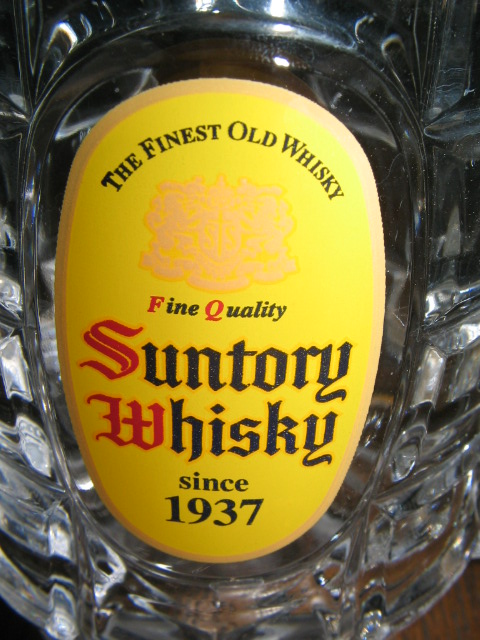 THE FINEST OLD WHISKY
Fine Quality
Suntory
Whisky
since
1937